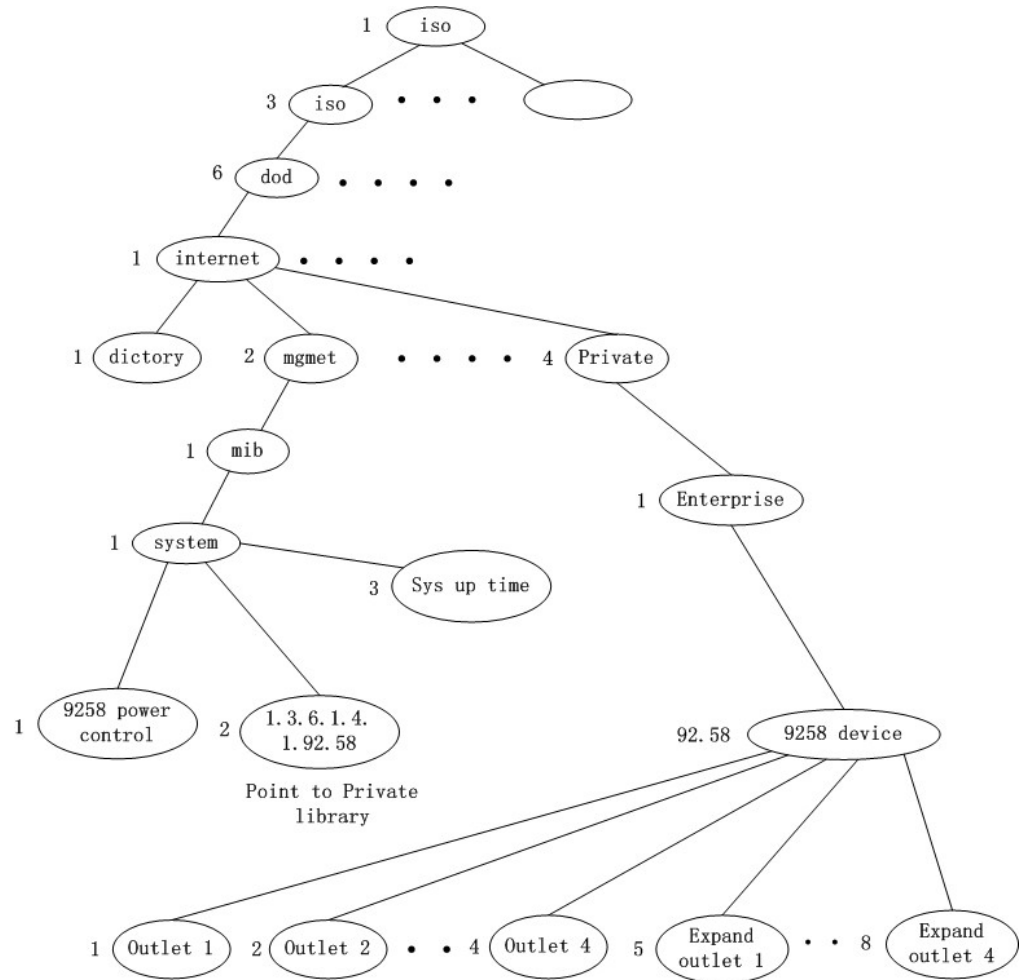 1 iso
3 iso
6 dod
1 internet
1 dictory
2 mgmet
4 Private
1 mib
1 Enterprise
1 system
3 Sys up time
1 9258 power
control
2 1.3.6.1.4.
1.92.58
Point to Private
library
92.58 9258 device
1 Outlet 1
2 Outlet 2
4 Outlet 4
5 Expand
outlet 1
8 Expand
outlet 4